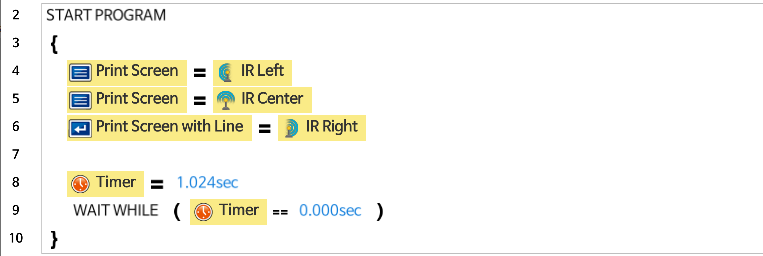 2 START PROGRAM
3 {
4 Print Screen = IR Left
5 Print Screen = IR Center
6 Print Screen with Line = IR Right
7
8 Timer = 1.024sec
9 WAIT WHILE ( Timer == 0.000sec )
10 }